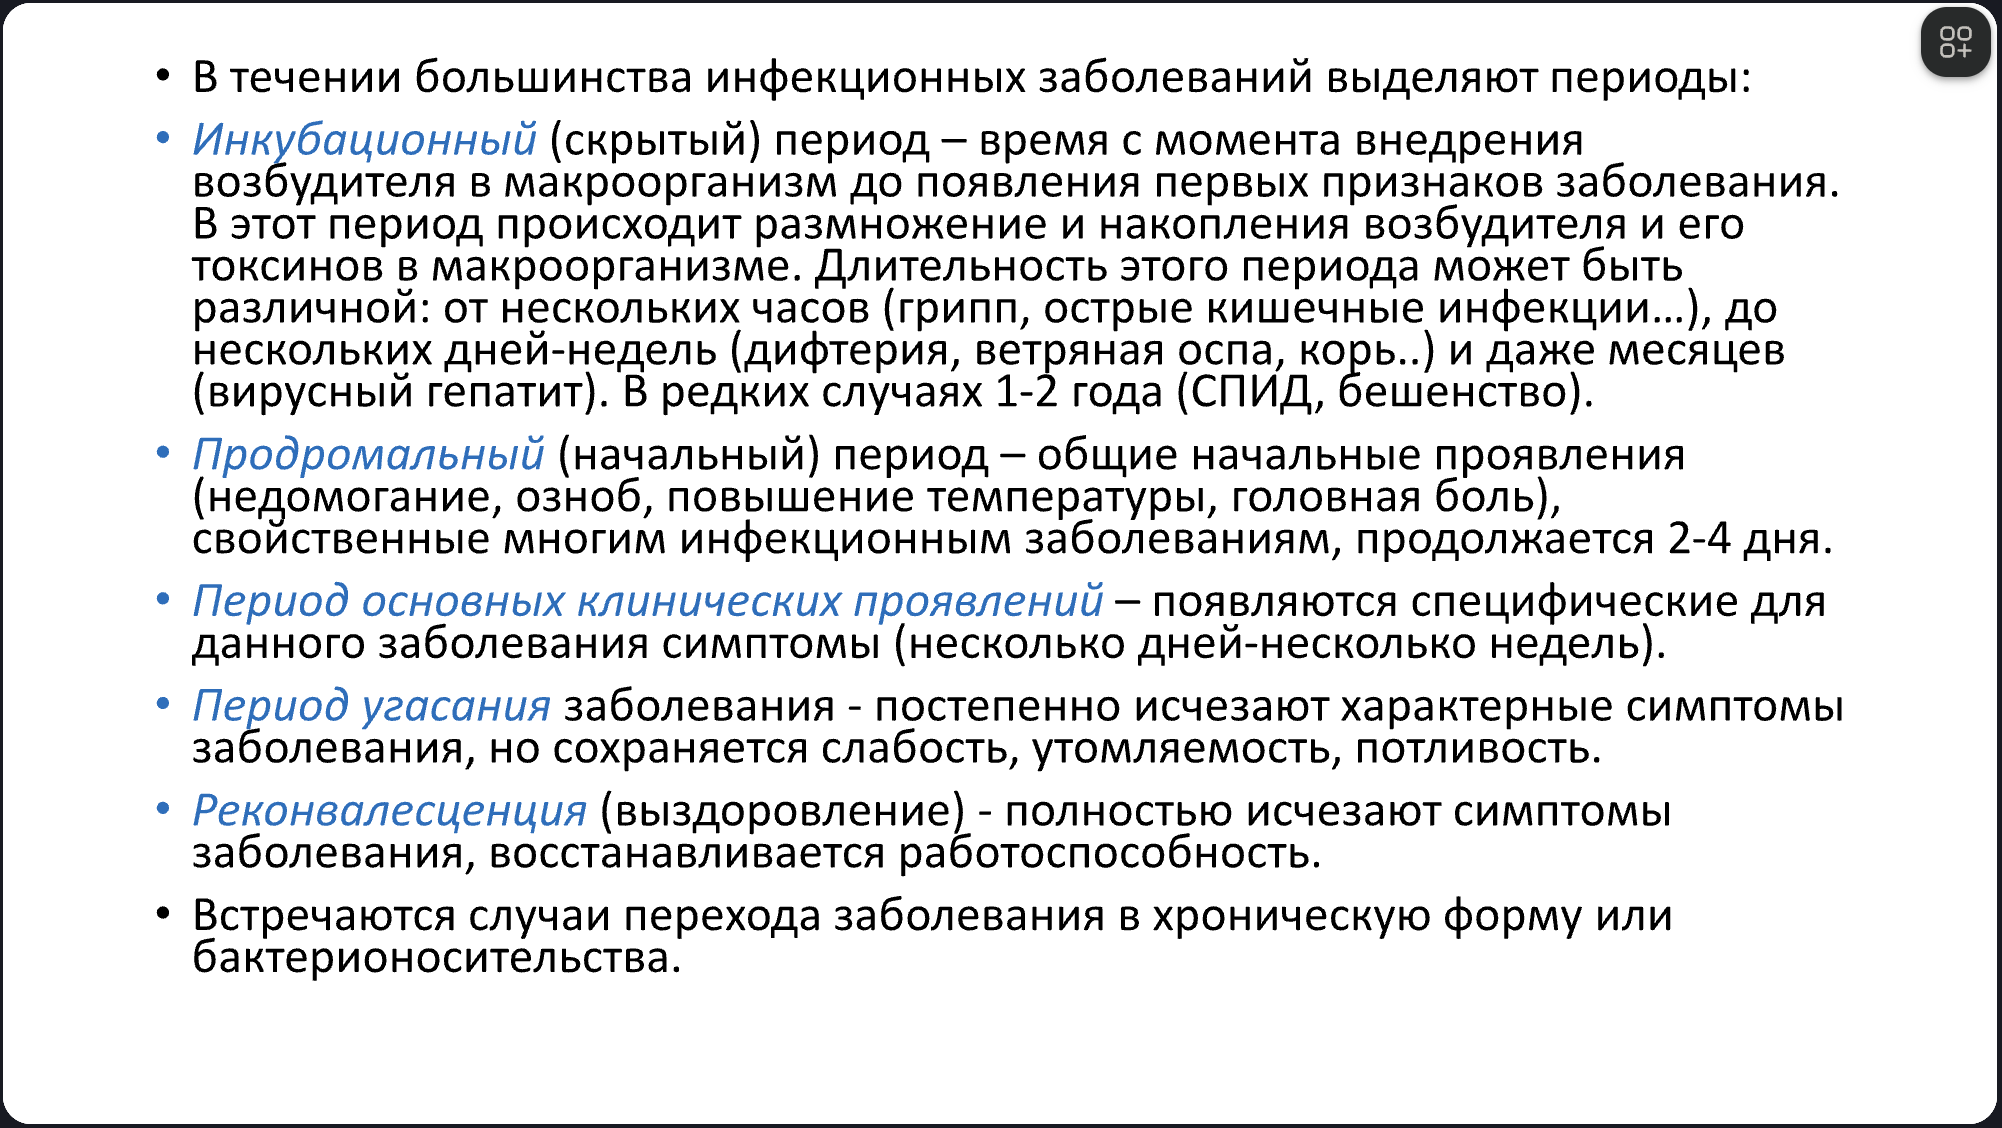 • В течении большинства инфекционных заболеваний выделяют периоды:
• Инкубационный (скрытый) период – время с момента внедрения
возбудителя в макроорганизм до появления первых признаков заболевания.
В этот период происходит размножение и накопления возбудителя и его
токсинов в макроорганизме. Длительность этого периода может быть
различной: от нескольких часов (грипп, острые кишечные инфекции...), до
нескольких дней-недель (дифтерия, ветряная оспа, корь..) и даже месяцев
(вирусный гепатит). В редких случаях 1-2 года (СПИД, бешенство).
• Продромальный (начальный) период – общие начальные проявления
(недомогание, озноб, повышение температуры, головная боль),
свойственные многим инфекционным заболеваниям, продолжается 2-4 дня.
• Период основных клинических проявлений – появляются специфические для
данного заболевания симптомы (несколько дней-несколько недель).
• Период угасания заболевания - постепенно исчезают характерные симптомы
заболевания, но сохраняется слабость, утомляемость, потливость.
• Реконвалесценция (выздоровление) - полностью исчезают симптомы
заболевания, восстанавливается работоспособность.
• Встречаются случаи перехода заболевания в хроническую форму или
бактерионосительства.